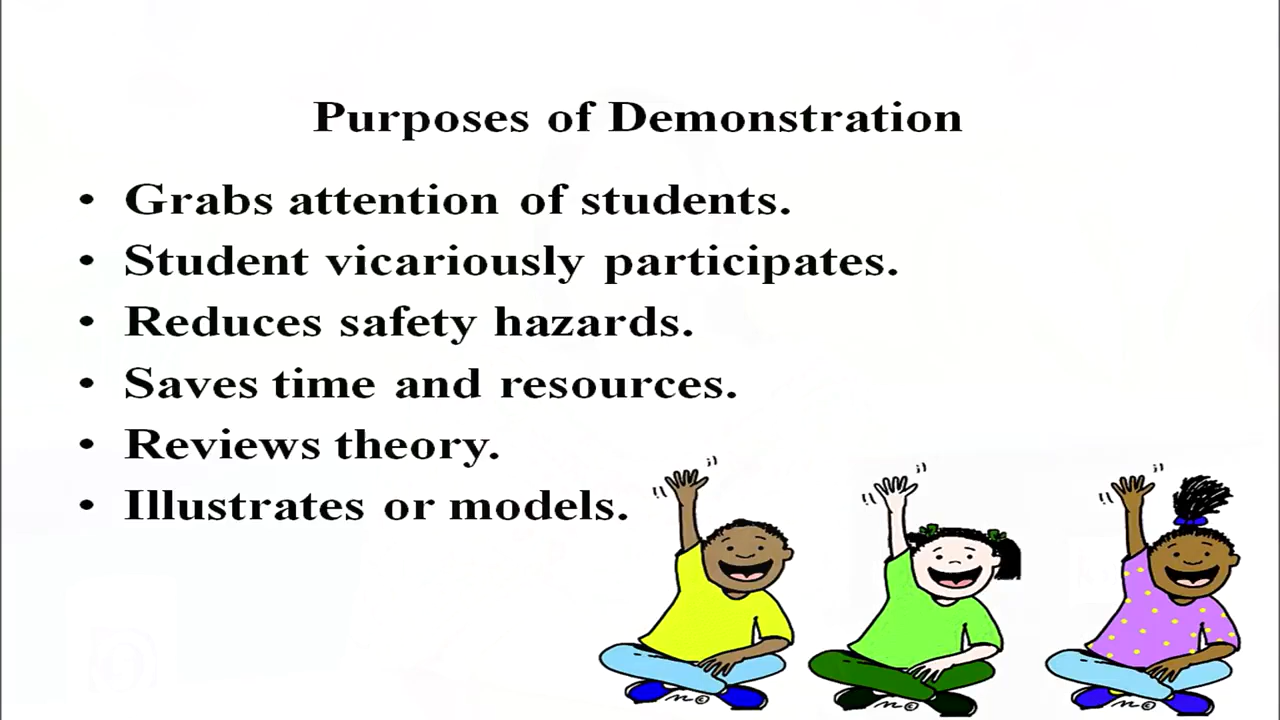 Purposes of Demonstration
• Grabs attention of students.
• Student vicariously participates.
• Reduces safety hazards.
• Saves time and resources.
• Reviews theory.
• Illustrates or models.